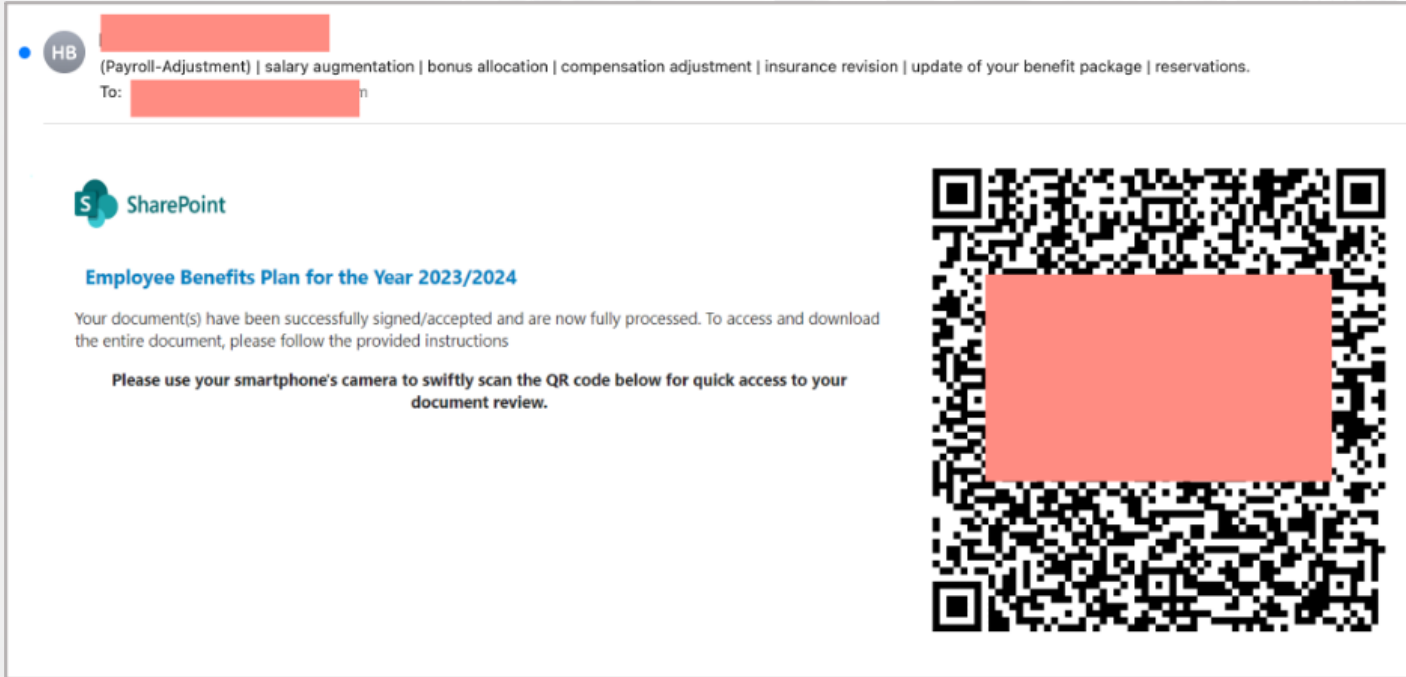 HB
(Payroll-Adjustment) | salary augmentation | bonus allocation | compensation adjustment | insurance revision | update of your benefit package | reservations.
To:
S SharePoint
Employee Benefits Plan for the Year 2023/2024
Your document(s) have been successfully signed/accepted and are now fully processed. To access and download
the entire document, please follow the provided instructions
Please use your smartphone's camera to swiftly scan the QR code below for quick access to your
document review.